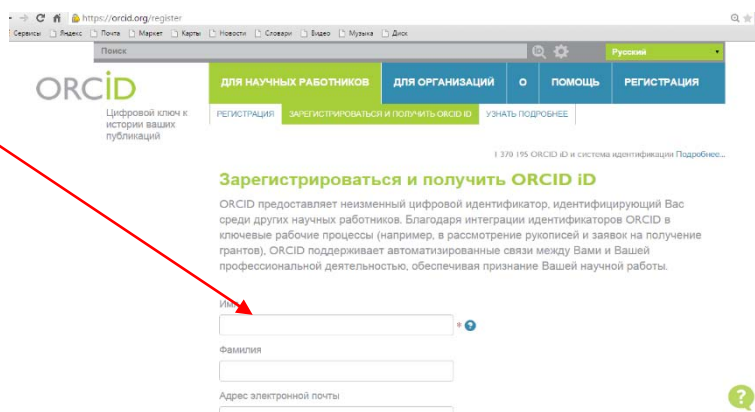 https://orcid.org/register
Сервисы Яндекс Почта Маркет Карты Новости Словари Видео Музыка Диск
Поиск
Русский
ORCiD
Цифровой ключ к
истории ваших
публикаций
ДЛЯ НАУЧНЫХ РАБОТНИКОВ ДЛЯ ОРГАНИЗАЦИЙ О ПОМОЩЬ РЕГИСТРАЦИЯ
РЕГИСТРАЦИЯ ЗАРЕГИСТРИРОВАТЬСЯ И ПОЛУЧИТЬ ORCID ID УЗНАТЬ ПОДРОБНЕЕ
1 370 195 ORCID iD и система идентификации Подробнее...
Зарегистрироваться и получить ORCID iD
ORCID предоставляет неизменный цифровой идентификатор, идентифицирующий Вас
среди других научных работников. Благодаря интеграции идентификаторов ORCID в
ключевые рабочие процессы (например, в рассмотрение рукописей и заявок на получение
грантов), ORCID поддерживает автоматизированные связи между Вами и Вашей
профессиональной деятельностью, обеспечивая признание Вашей научной работы.
Имя
* ?
Фамилия
Адрес электронной почты
?